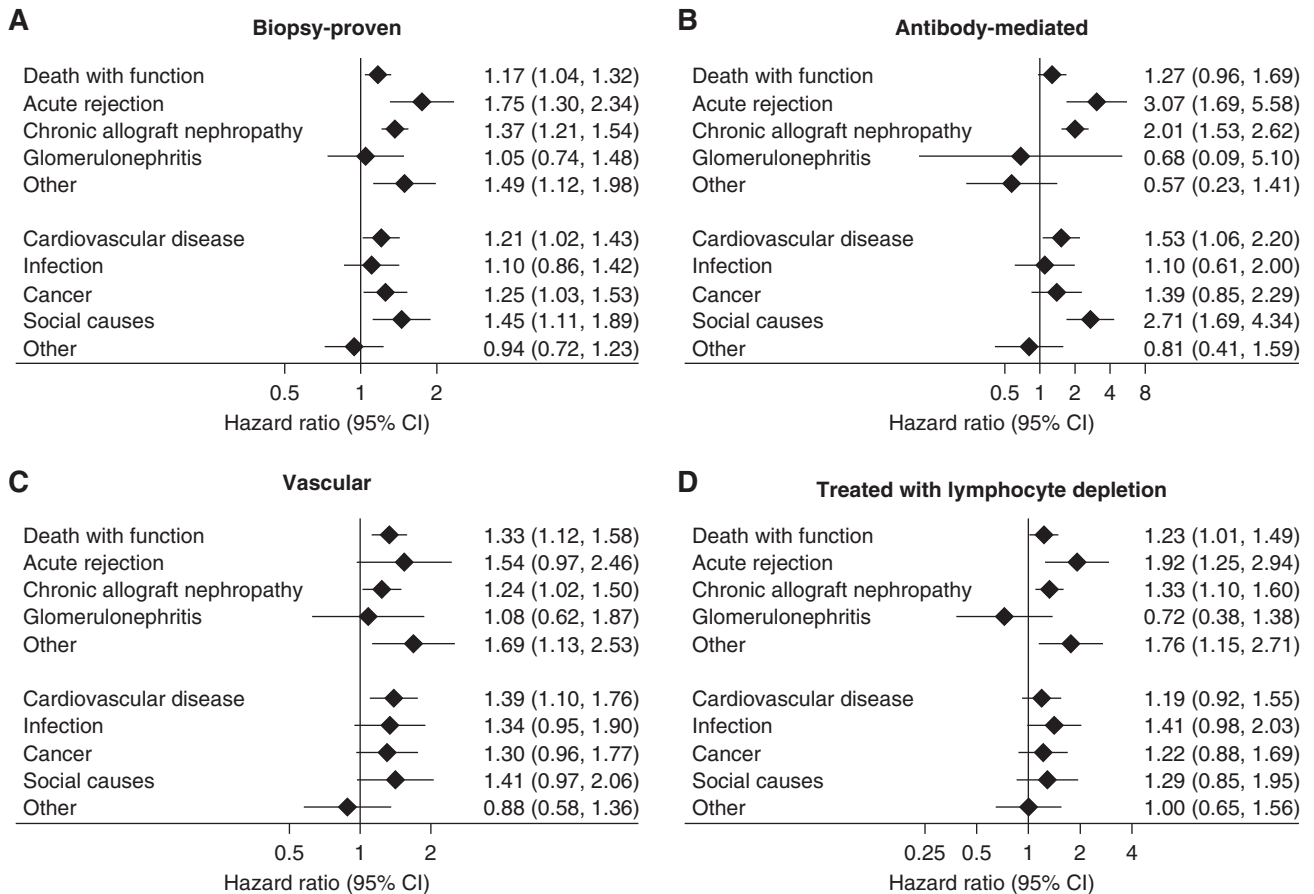 A
Biopsy-proven
Death with function 1.17 (1.04, 1.32)
Acute rejection 1.75 (1.30, 2.34)
Chronic allograft nephropathy 1.37 (1.21, 1.54)
Glomerulonephritis 1.05 (0.74, 1.48)
Other 1.49 (1.12, 1.98)
Cardiovascular disease 1.21 (1.02, 1.43)
Infection 1.10 (0.86, 1.42)
Cancer 1.25 (1.03, 1.53)
Social causes 1.45 (1.11, 1.89)
Other 0.94 (0.72, 1.23)
0.5 1 2
Hazard ratio (95% CI)
B
Antibody-mediated
Death with function 1.27 (0.96, 1.69)
Acute rejection 3.07 (1.69, 5.58)
Chronic allograft nephropathy 2.01 (1.53, 2.62)
Glomerulonephritis 0.68 (0.09, 5.10)
Other 0.57 (0.23, 1.41)
Cardiovascular disease 1.53 (1.06, 2.20)
Infection 1.10 (0.61, 2.00)
Cancer 1.39 (0.85, 2.29)
Social causes 2.71 (1.69, 4.34)
Other 0.81 (0.41, 1.59)
0.5 1 2 4 8
Hazard ratio (95% CI)
C
Vascular
Death with function 1.33 (1.12, 1.58)
Acute rejection 1.54 (0.97, 2.46)
Chronic allograft nephropathy 1.24 (1.02, 1.50)
Glomerulonephritis 1.08 (0.62, 1.87)
Other 1.69 (1.13, 2.53)
Cardiovascular disease 1.39 (1.10, 1.76)
Infection 1.34 (0.95, 1.90)
Cancer 1.30 (0.96, 1.77)
Social causes 1.41 (0.97, 2.06)
Other 0.88 (0.58, 1.36)
0.5 1 2
Hazard ratio (95% CI)
D
Treated with lymphocyte depletion
Death with function 1.23 (1.01, 1.49)
Acute rejection 1.92 (1.25, 2.94)
Chronic allograft nephropathy 1.33 (1.10, 1.60)
Glomerulonephritis 0.72 (0.38, 1.38)
Other 1.76 (1.15, 2.71)
Cardiovascular disease 1.19 (0.92, 1.55)
Infection 1.41 (0.98, 2.03)
Cancer 1.22 (0.88, 1.69)
Social causes 1.29 (0.85, 1.95)
Other 1.00 (0.65, 1.56)
0.25 0.5 1 2 4
Hazard ratio (95% CI)